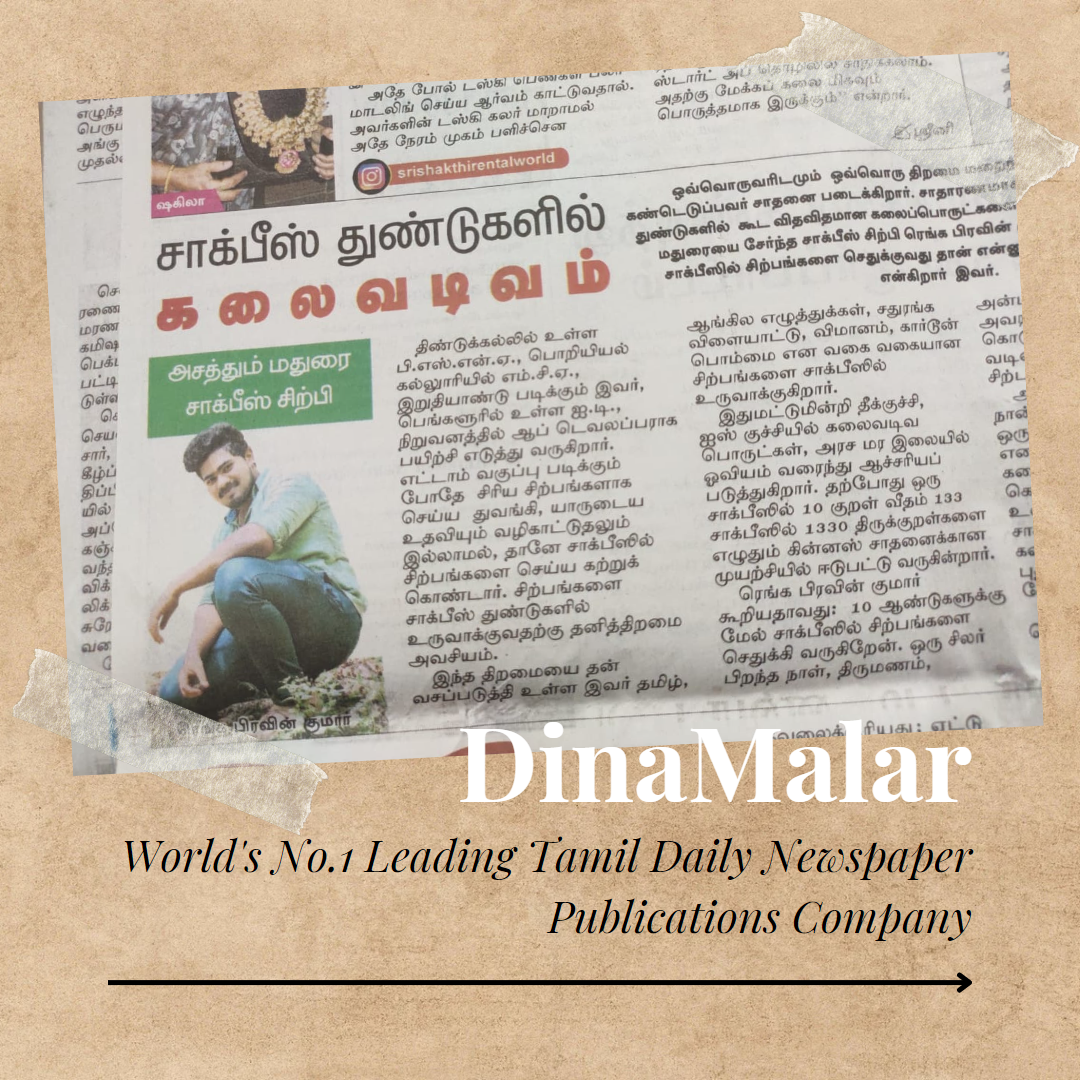 அதே போல் டஸ்கி பெண்கள் பலர்
மாடலிங் செய்ய ஆர்வம் காட்டுவதால்.
அவர்களின் டஸ்கி கலர் மாறாமல்
அதே நேரம் முகம் பளிச்சென
ஸ்டார்ட் அப் தொழிலில் சாதிக்கலாம்.
அதற்கு மேக்கப் கலை மிகவும்
பொருத்தமாக இருக்கும்" என்றார்.
ஸ்ரீனி
srishakthirentalworld
ஷகிலா
சாக்பீஸ் துண்டுகளில்
கலைவடிவம்
ஒவ்வொருவரிடமும் ஒவ்வொரு திறமை
கண்டெடுப்பவர் சாதனை படைக்கிறார். சாதாரணமாக
துண்டுகளில் கூட விதவிதமான கலைப்பொருட்களை
மதுரையை சேர்ந்த சாக்பீஸ் சிற்பி ரெங்க பிரவின்
சாக்பீஸில் சிற்பங்களை செதுக்குவது தான்
என்கிறார் இவர்.
அசத்தும் மதுரை
சாக்பீஸ் சிற்பி
பிரவின் குமார்
திண்டுக்கல்லில் உள்ள
பி.எஸ்.என்.ஏ., பொறியியல்
கல்லூரியில் எம்.சி.ஏ.,
இறுதியாண்டு படிக்கும் இவர்,
பெங்களூரில் உள்ள ஐ.டி.,
நிறுவனத்தில் ஆப் டெவலப்பராக
பயிற்சி எடுத்து வருகிறார்.
எட்டாம் வகுப்பு படிக்கும்
போதே சிரிய சிற்பங்களாக
செய்ய துவங்கி, யாருடைய
உதவியும் வழிகாட்டுதலும்
இல்லாமல், தானே சாக்பீஸில்
சிற்பங்களை செய்ய கற்றுக்
கொண்டார். சிற்பங்களை
சாக்பீஸ் துண்டுகளில்
உருவாக்குவதற்கு தனித்திறமை
அவசியம்.
இந்த திறமையை தன்
வசப்படுத்தி உள்ள இவர் தமிழ்,
ஆங்கில எழுத்துக்கள், சதுரங்க
விளையாட்டு, விமானம், கார்டூன்
பொம்மை என வகை வகையான
சிற்பங்களை சாக்பீஸில்
உருவாக்குகிறார்.
இதுமட்டுமின்றி தீக்குச்சி,
ஐஸ் குச்சியில் கலைவடிவ
பொருட்கள், அரச மர இலையில்
ஓவியம் வரைந்து ஆச்சரியப்
படுத்துகிறார். தற்போது ஒரு
சாக்பீஸில் 10 குறள் வீதம் 133
சாக்பீஸில் 1330 திருக்குறள்களை
எழுதும் கின்னஸ் சாதனைக்கான
முயற்சியில் ஈடுபட்டு வருகின்றார்.
ரெங்க பிரவின் குமார்
கூறியதாவது: 10 ஆண்டுகளுக்கு
மேல் சாக்பீஸில் சிற்பங்களை
செதுக்கி வருகிறேன். ஒரு சிலர்
பிறந்த நாள், திருமணம்,
DinaMalar
World's No.1 Leading Tamil Daily Newspaper
Publications Company